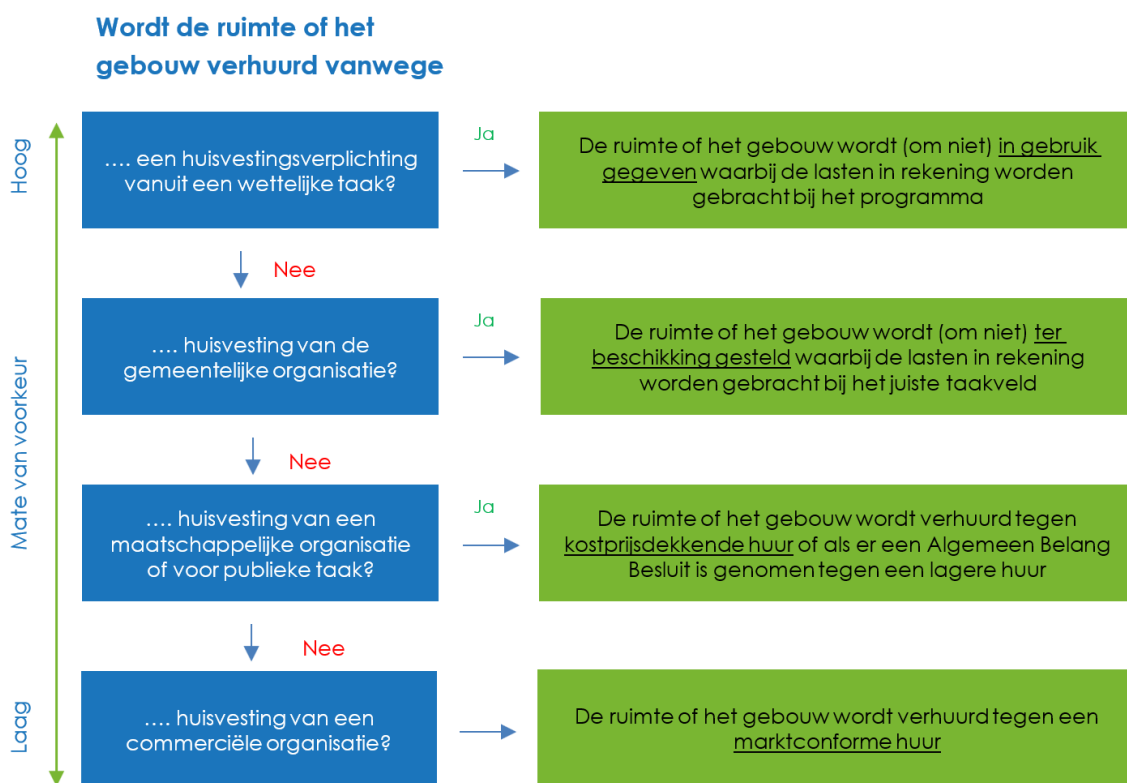 Wordt de ruimte of het
gebouw verhuurd vanwege
Hoog
Mate van voorkeur
Laag
.... een huisvestingsverplichting
vanuit een wettelijke taak?
Ja
De ruimte of het gebouw wordt (om niet) in gebruik
gegeven waarbij de lasten in rekening worden
gebracht bij het programma
Nee
.... huisvesting van de
gemeentelijke organisatie?
Ja
De ruimte of het gebouw wordt (om niet) ter
beschikking gesteld waarbij de lasten in rekening
worden gebracht bij het juiste taakveld
Nee
.... huisvesting van een
maatschappelijke organisatie
of voor publieke taak?
Ja
De ruimte of het gebouw wordt verhuurd tegen
kostprijsdekkende huur of als er een Algemeen Belang
Besluit is genomen tegen een lagere huur
Nee
.... huisvesting van een
commerciële organisatie?
De ruimte of het gebouw wordt verhuurd tegen een
marktconforme huur